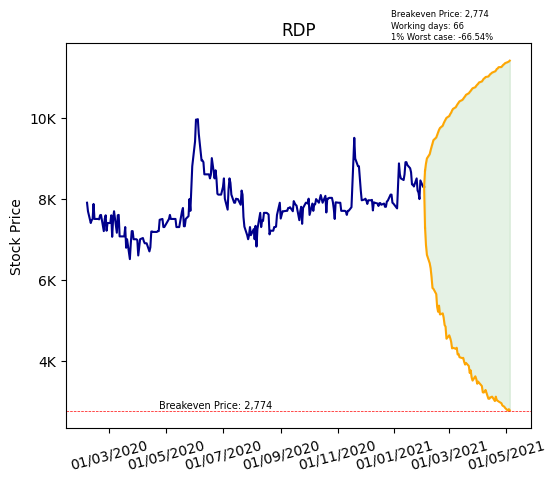 Breakeven Price: 2,774
Working days: 66
1% Worst case: -66.54%
RDP
Stock Price
10K
8K
6K
4K
Breakeven Price: 2,774
01/03/2020 01/05/2020 01/07/2020 01/09/2020 01/11/2020 01/01/2021 01/03/2021 01/05/2021